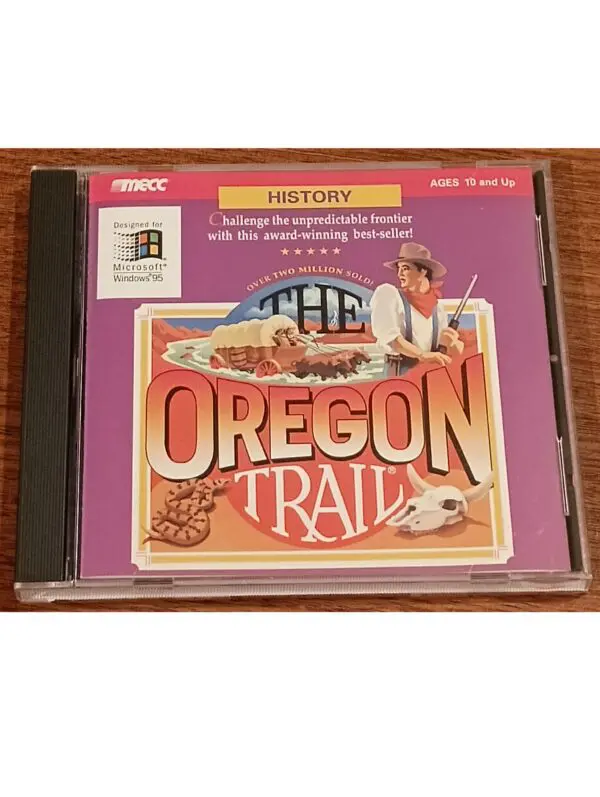 mecc
HISTORY
AGES 10 and Up
Challenge the unpredictable frontier
with this award-winning best-seller!
Designed for
Microsoft®
Windows®95
OVER TWO MILLION SOLD!
THE
OREGON
TRAIL®